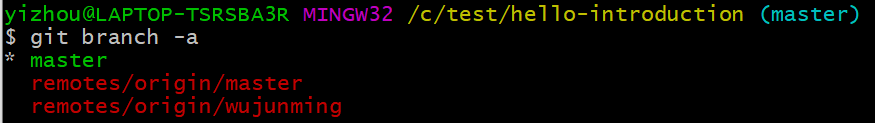 yizhou@LAPTOP-TSRSBA3R MINGW32 /c/test/hello-introduction (master)
$ git branch -a
* master
  remotes/origin/master
  remotes/origin/wujunming